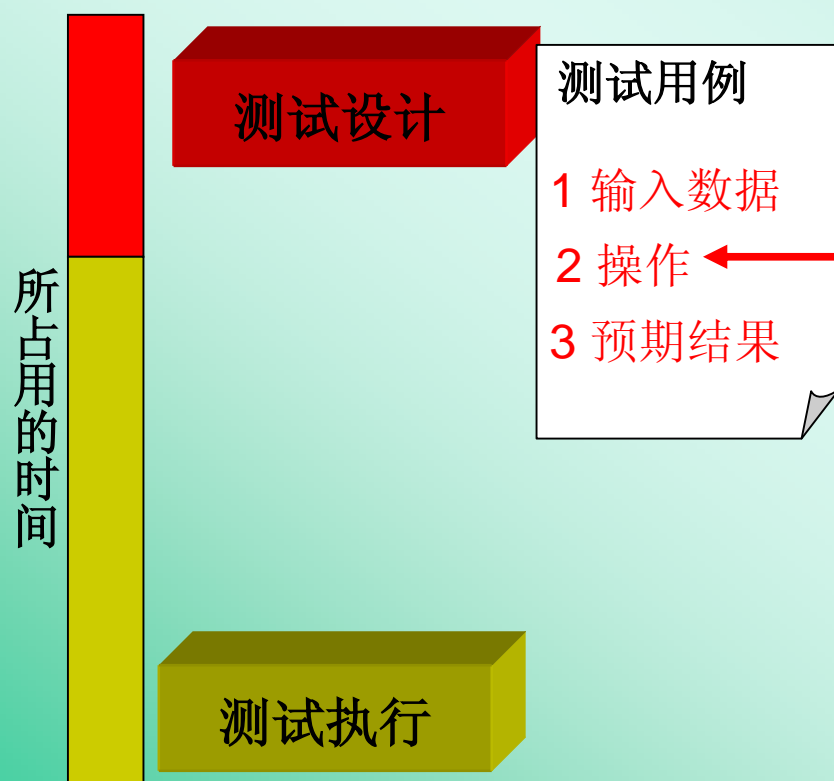 测试设计
测试用例
1 输入数据
2 操作
3 预期结果
所占用的时间
测试执行